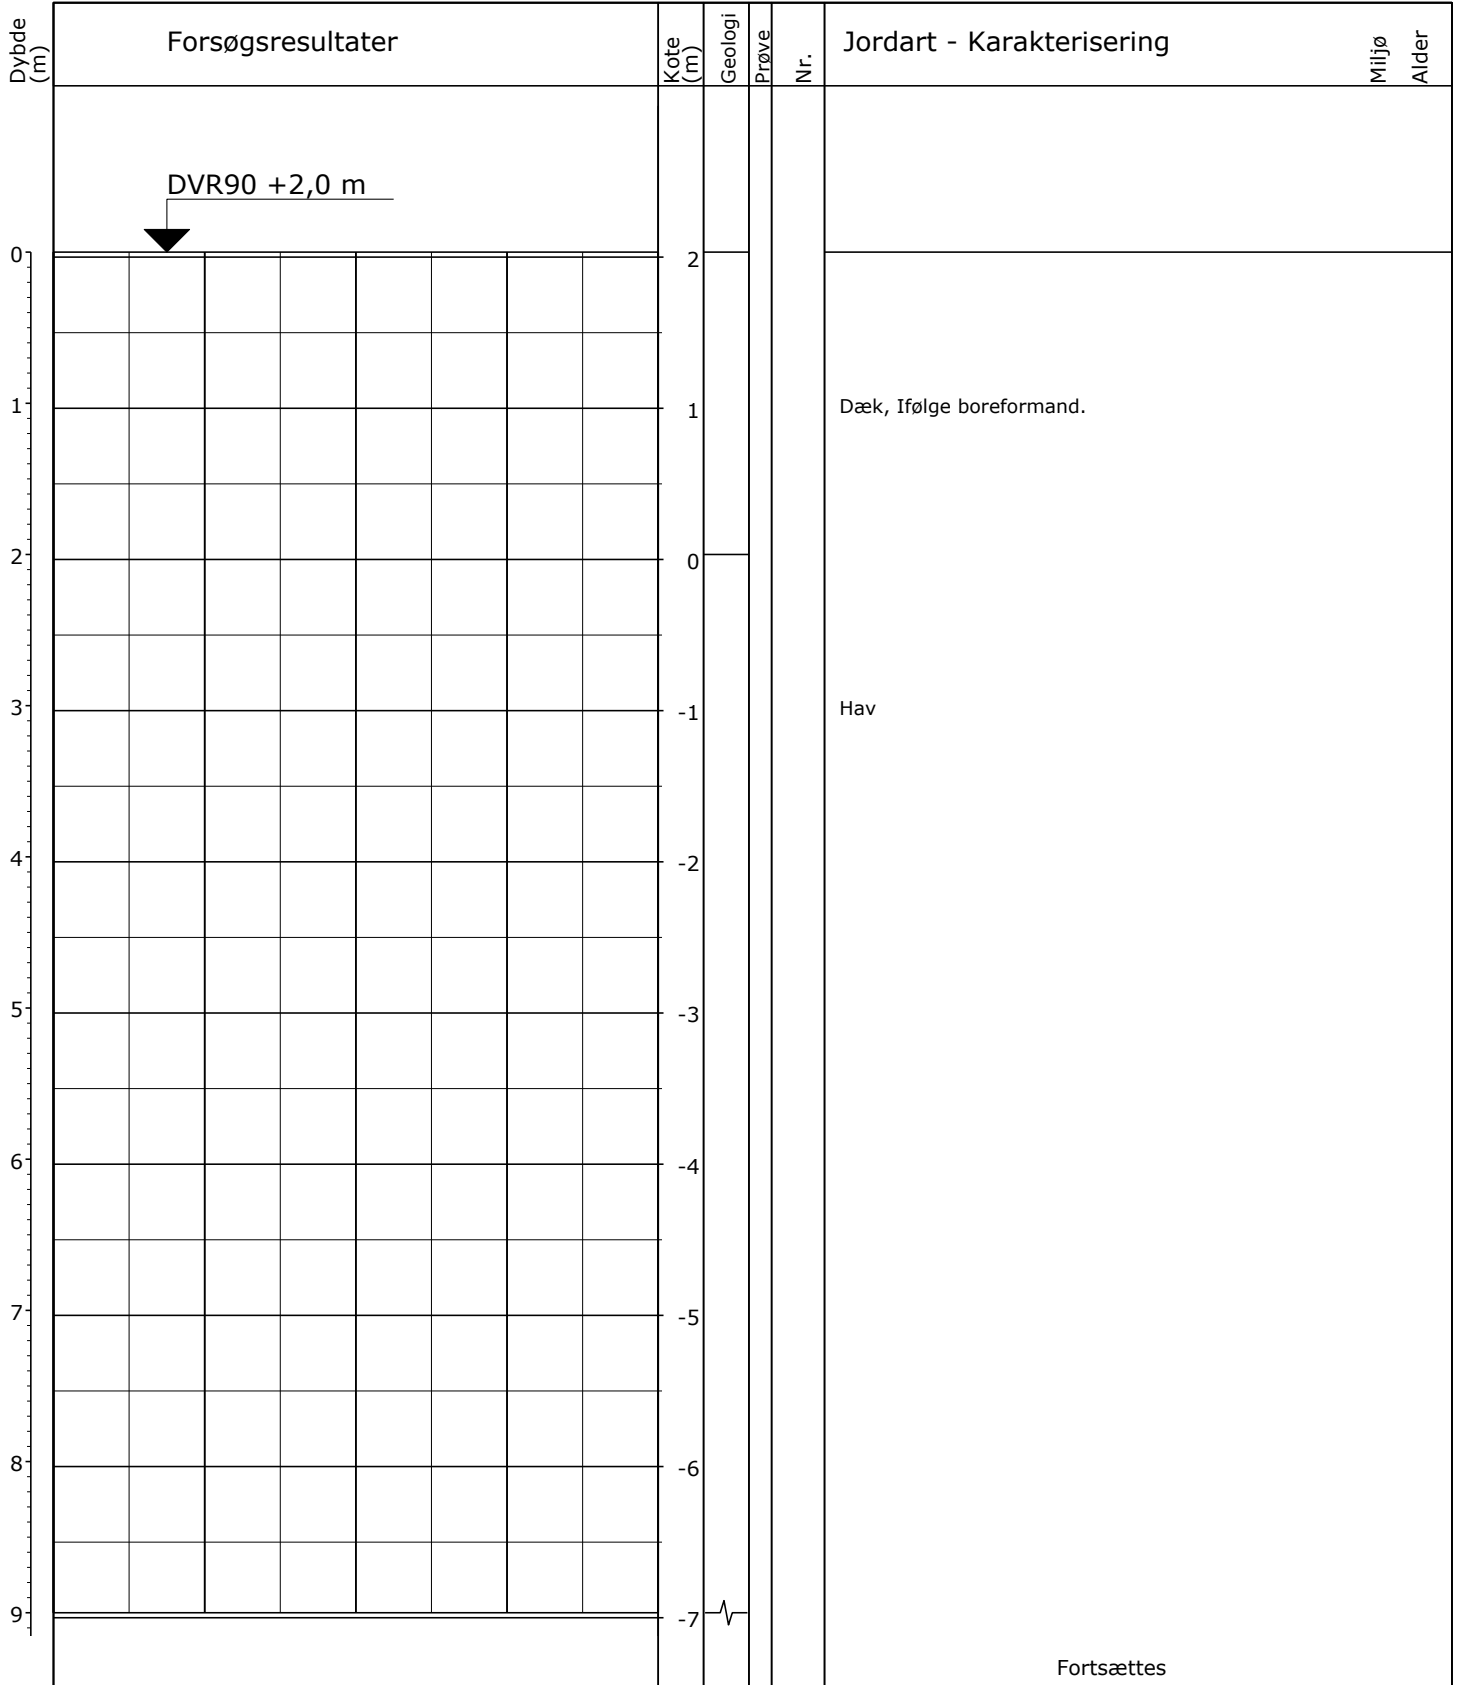 Dybde (m)
Forsøgsresultater
Kote (m)
Geologi
Prøve
Nr.
Jordart - Karakterisering
Miljø
Alder
DVR90 +2,0 m
0
2
1
1
Dæk, Ifølge boreformand.
2
0
3
-1
Hav
4
-2
5
-3
6
-4
7
-5
8
-6
9
-7
Fortsættes